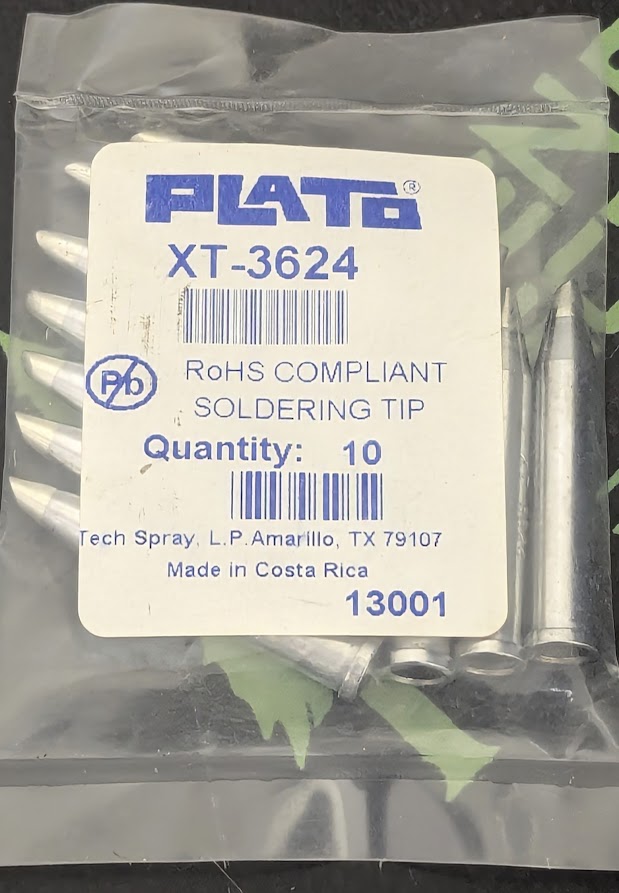 PLATO®
XT-3624
Pb
RoHS COMPLIANT
SOLDERING TIP
Quantity: 10
Tech Spray, L.P. Amarillo, TX 79107
Made in Costa Rica
13001